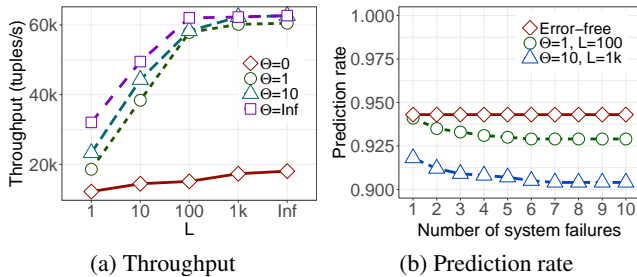 Throughput (tuples/s)
60k
40k
20k
1 10 100 1k Inf
L
Θ=0
Θ=1
Θ=10
Θ=Inf
(a) Throughput
Prediction rate
1.000
0.975
0.950
0.925
0.900
1 2 3 4 5 6 7 8 9 10
Number of system failures
Error−free
Θ=1, L=100
Θ=10, L=1k
(b) Prediction rate